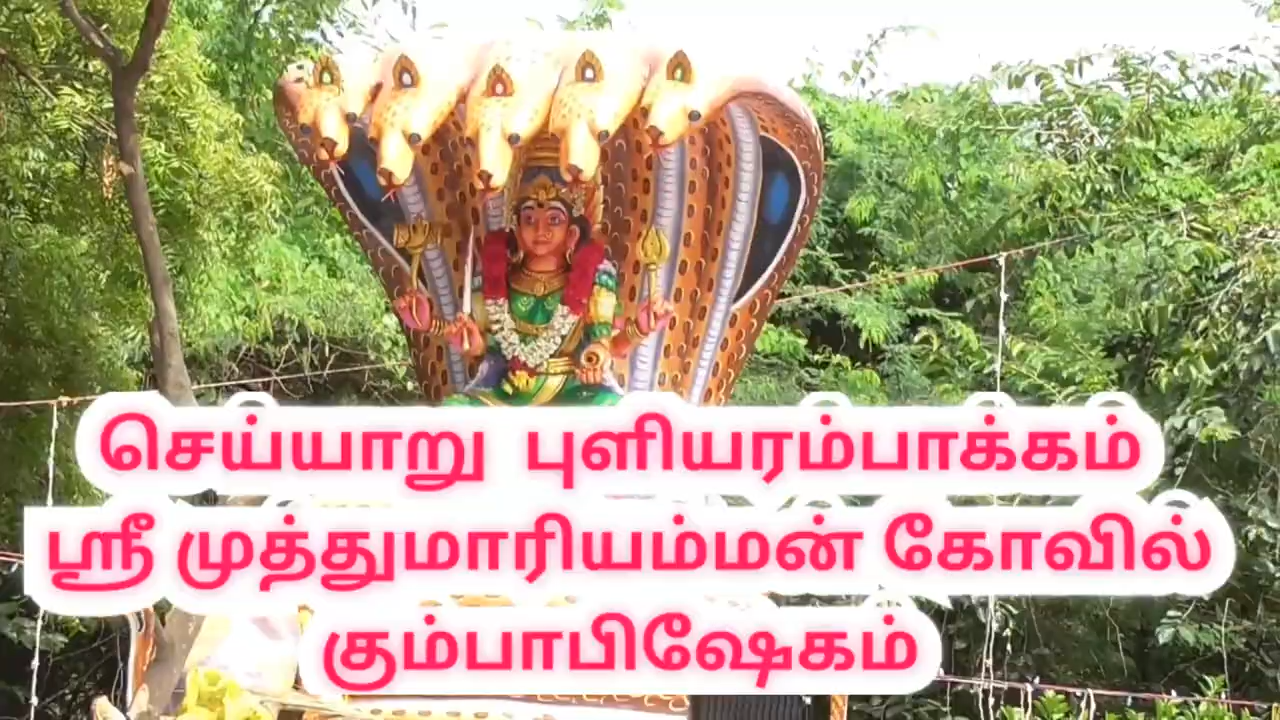 செய்யாறு புளியரம்பாக்கம்
ஸ்ரீ முத்துமாரியம்மன் கோவில்
கும்பாபிஷேகம்